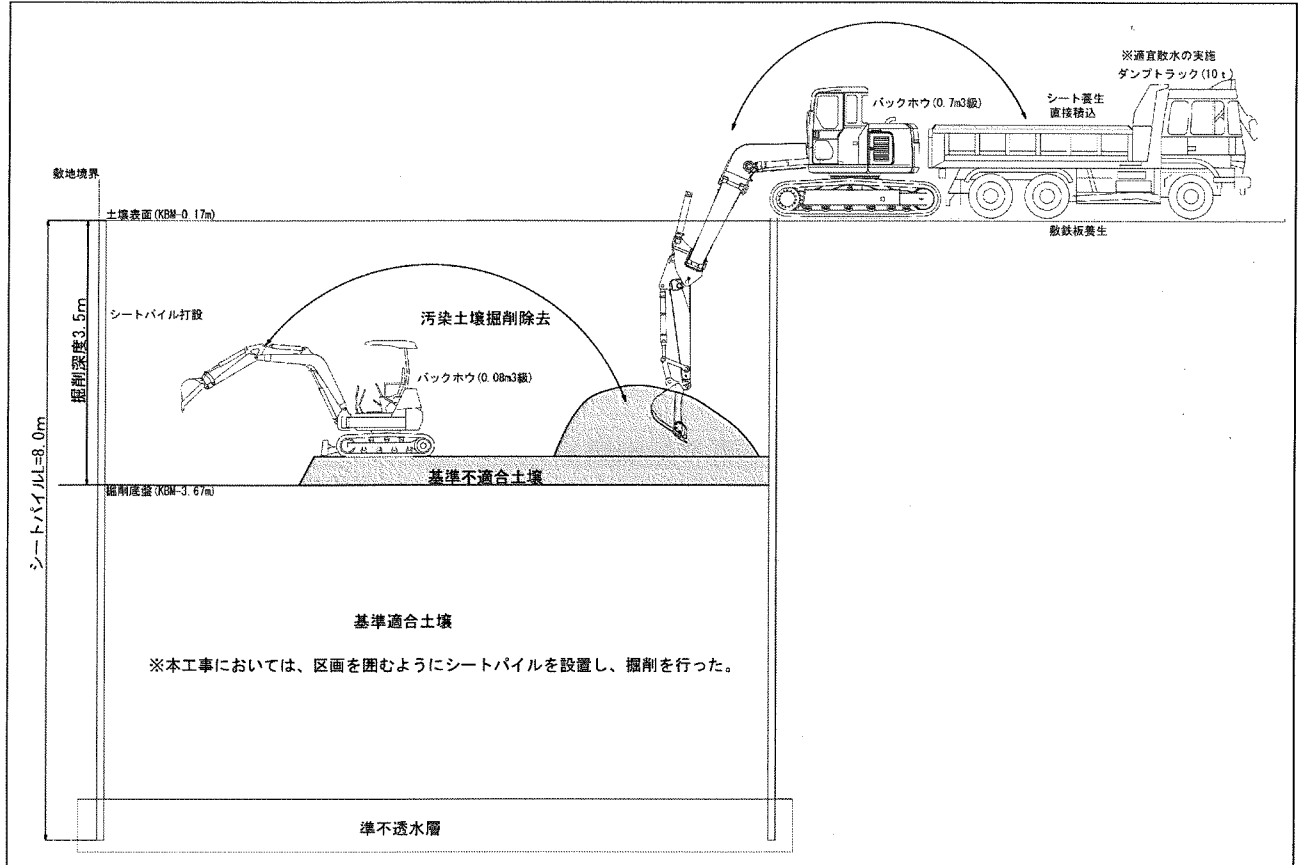 ※適宜散水の実施
ダンプトラック(10t)
バックホウ(0.7m3級)
シート養生
直接積込
敷地境界
土壌表面(KBM-0.17m)
敷鉄板養生
シートパイル打設
汚染土壌掘削除去
掘削深度3.5m
バックホウ(0.08m3級)
基準不適合土壌
掘削底盤(KBM-3.67m)
シートパイルL=8.0m
基準適合土壌
※本工事においては、区画を囲むようにシートパイルを設置し、掘削を行った。
準不透水層